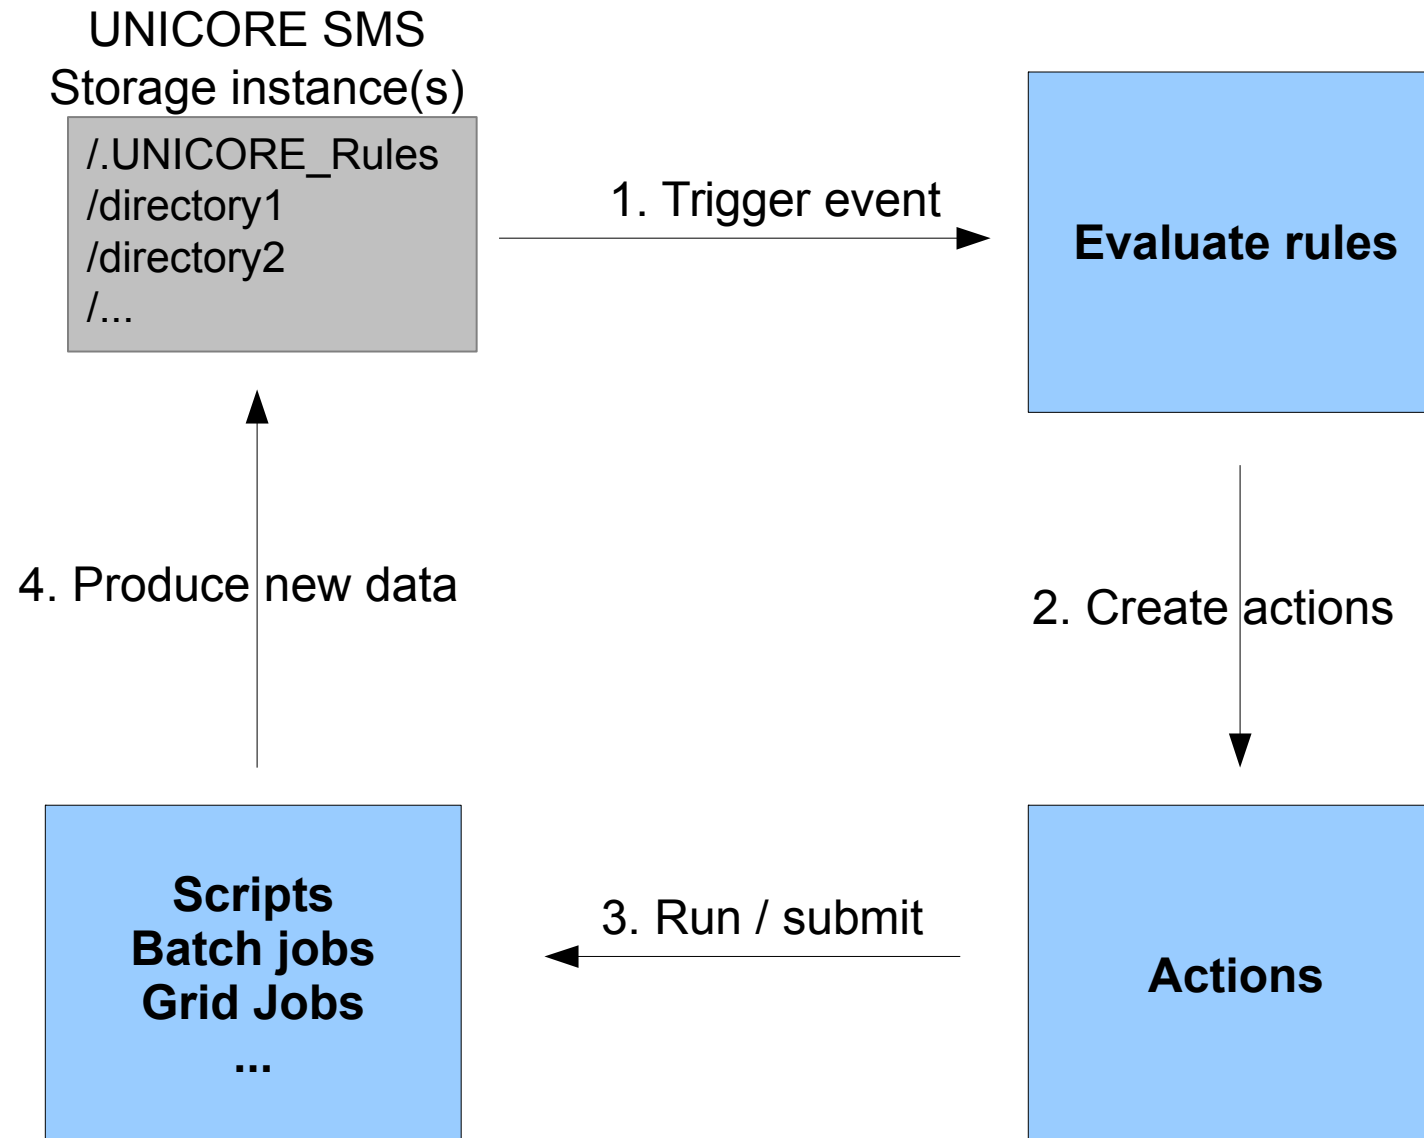 UNICORE SMS
Storage instance(s)
/.UNICORE_Rules
/directory1
/directory2
/...
1. Trigger event
Evaluate rules
4. Produce new data
2. Create actions
Scripts
Batch jobs
Grid Jobs
...
3. Run / submit
Actions